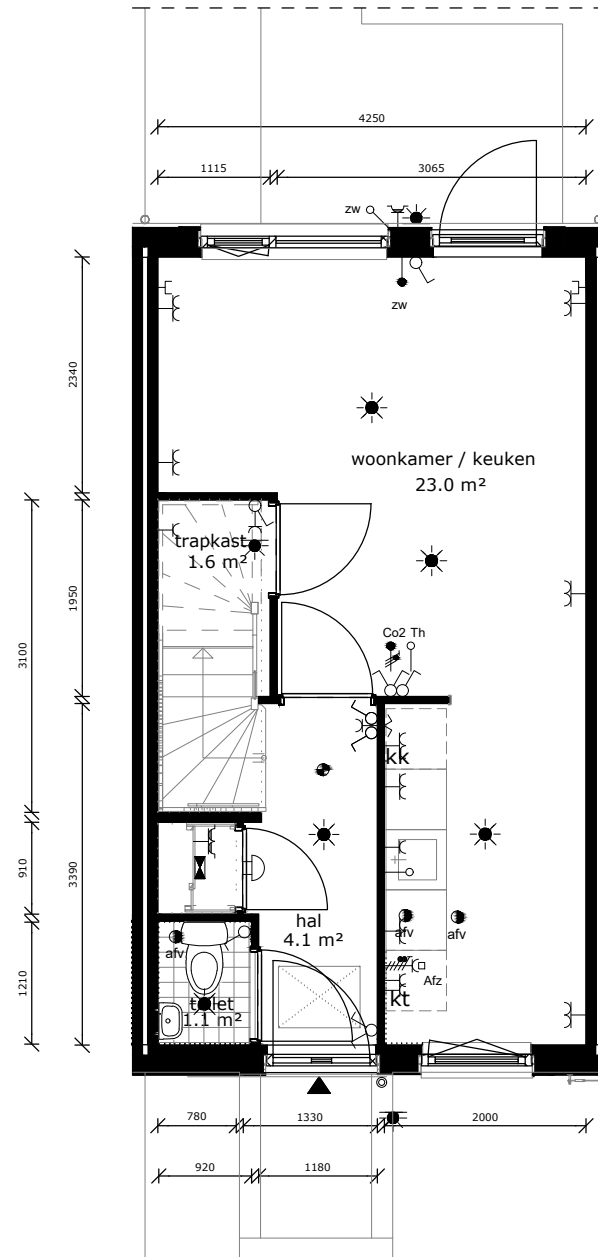 4250
1115
3065
zw
zw
2340
woonkamer / keuken
23.0 m²
trapkast
1.6 m²
1950
3100
Co2 Th
kk
910
3390
hal
4.1 m²
afv
afv
afv
Afz
1210
toilet
1.1 m²
kt
780
1330
2000
920
1180